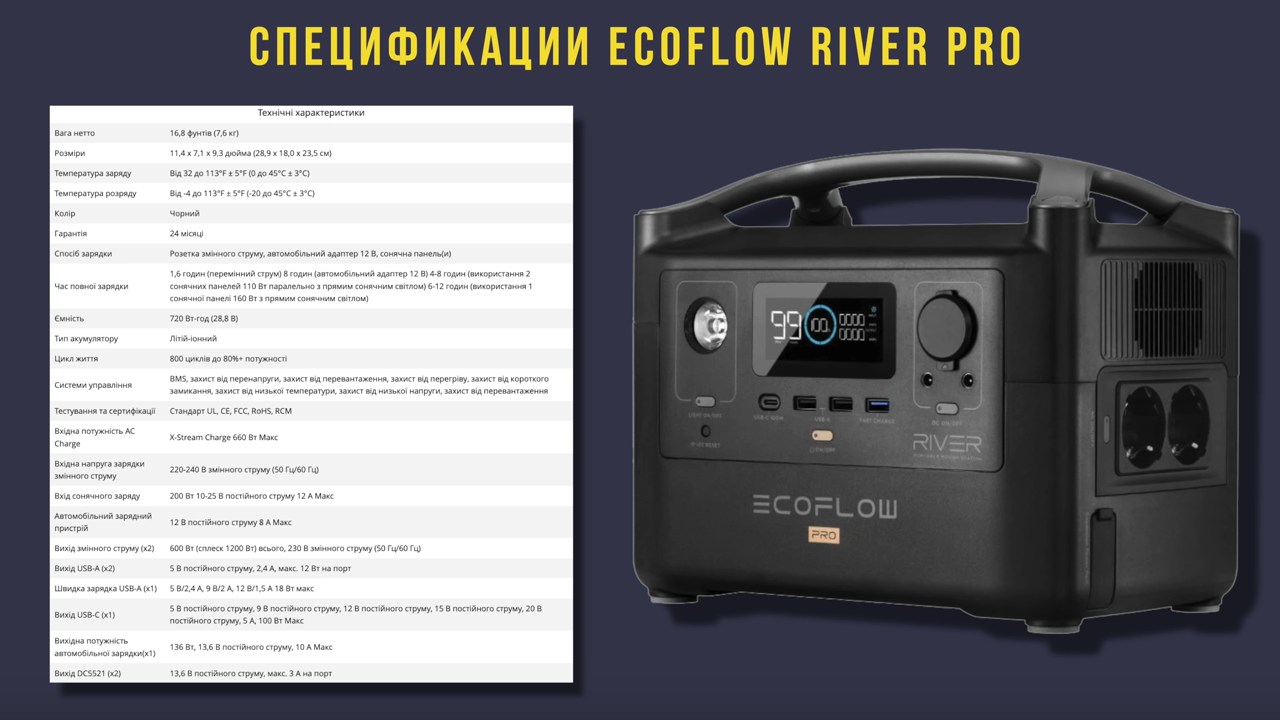 СПЕЦИФИКАЦИИ ECOFLOW RIVER PRO
Технічні характеристики
Вага нетто 16,8 фунтів (7,6 кг)
Розміри 11,4 x 7,1 x 9,3 дюйма (28,9 x 18,0 x 23,5 см)
Температура заряду Від 32 до 113°F ± 5°F (0 до 45°C ± 3°C)
Температура розряду Від -4 до 113°F ± 5°F (-20 до 45°C ± 3°C)
Колір Чорний
Гарантія 24 місяці
Спосіб зарядки Розетка змінного струму, автомобільний адаптер 12 В, сонячна панель(и)
Час повної зарядки 1,6 годин (перемінний струм) 8 годин (автомобільний адаптер 12 В) 4-8 годин (використання 2
сонячних панелей 110 Вт паралельно з прямим сонячним світлом) 6-12 годин (використання 1
сонячної панелі 160 Вт з прямим сонячним світлом)
Ємність 720 Вт-год (28,8 В)
Тип акумулятору Літій-іонний
Цикл життя 800 циклів до 80%+ потужності
Системи управління BMS, захист від перенапруги, захист від перевантаження, захист від перегріву, захист від короткого
замикання, захист від низької температури, захист від низької напруги, захист від перевантаження
Тестування та сертифікації Стандарт UL, CE, FCC, RoHS, RCM
Вхідна потужність AC
Charge X-Stream Charge 660 Вт Макс
Вхідна напруга зарядки
змінного струму 220-240 В змінного струму (50 Гц/60 Гц)
Вхід сонячного заряду 200 Вт 10-25 В постійного струму 12 А Макс
Автомобільний зарядний
пристрій 12 В постійного струму 8 А Макс
Вихід змінного струму (x2) 600 Вт (сплеск 1200 Вт) всього, 230 В змінного струму (50 Гц/60 Гц)
Вихід USB-A (x2) 5 В постійного струму, 2,4 А, макс. 12 Вт на порт
Швидка зарядка USB-A (x1) 5 В/2,4 А, 9 В/2 А, 12 В/1,5 А 18 Вт макс
Вихід USB-C (x1) 5 В постійного струму, 9 В постійного струму, 12 В постійного струму, 15 В постійного струму, 20 В
постійного струму, 5 А, 100 Вт Макс
Вихідна потужність
автомобільної зарядки(x1) 136 Вт, 13,6 В постійного струму, 10 А Макс
Вихід DC5521 (x2) 13,6 В постійного струму, макс. 3 А на порт
99
100
LIGHT ON/OFF
USB-A
FAST CHARGE
DC ON/OFF
ON/OFF
RIVER
ECOFLOW
PRO